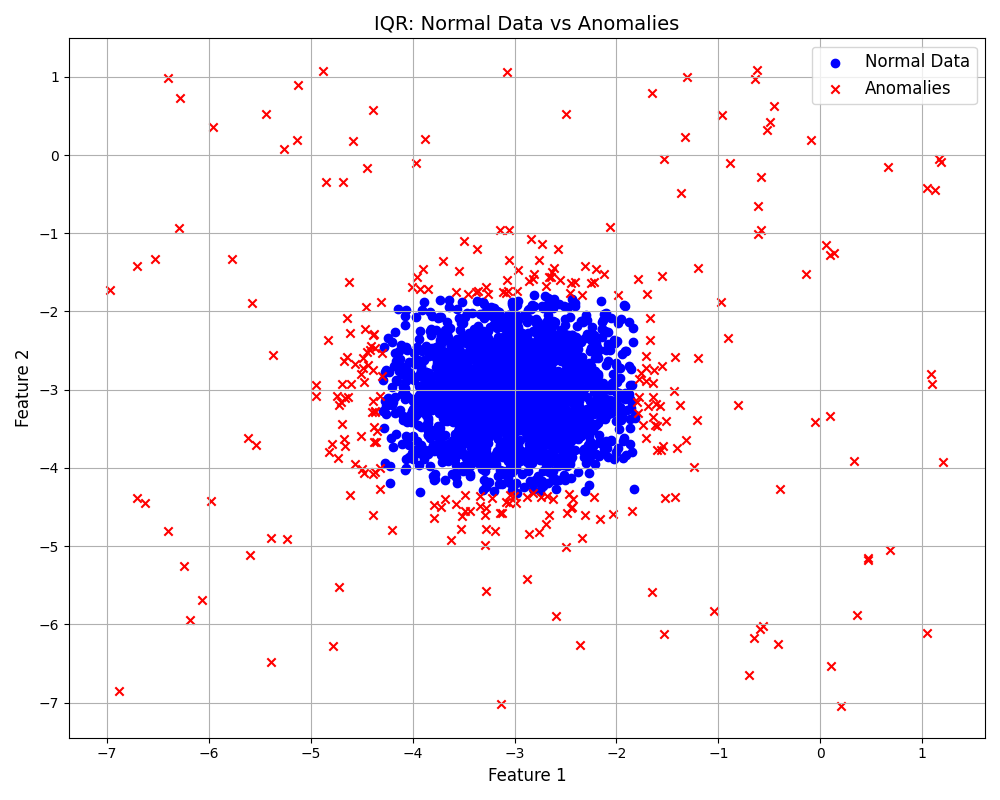 IQR: Normal Data vs Anomalies
Normal Data
Anomalies
1
0
−1
−2
−3
−4
−5
−6
−7
Feature 2
−7 −6 −5 −4 −3 −2 −1 0 1
Feature 1